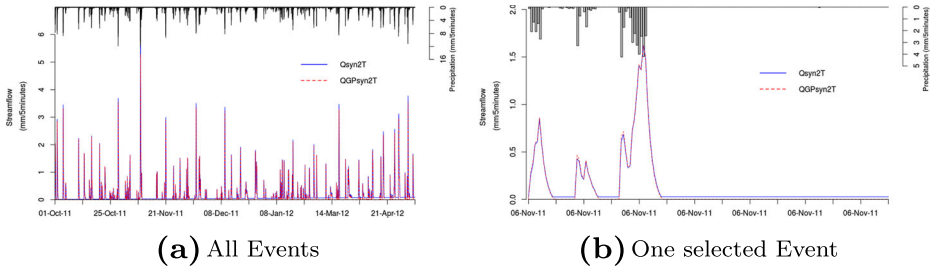 0
4
8
12
16
Precipitation (mm/5minutes)
6
5
4
3
2
1
0
Streamflow
(mm/5minutes)
Qsyn2T
QGPsyn2T
01-Oct-11 25-Oct-11 21-Nov-11 08-Dec-11 08-Jan-12 14-Mar-12 21-Apr-12
(a) All Events
0
1
2
3
4
5
Precipitation (mm/5minutes)
2.0
1.5
1.0
0.5
0.0
Streamflow
(mm/5minutes)
Qsyn2T
QGPsyn2T
06-Nov-11 06-Nov-11 06-Nov-11 06-Nov-11 06-Nov-11 06-Nov-11 06-Nov-11
(b) One selected Event